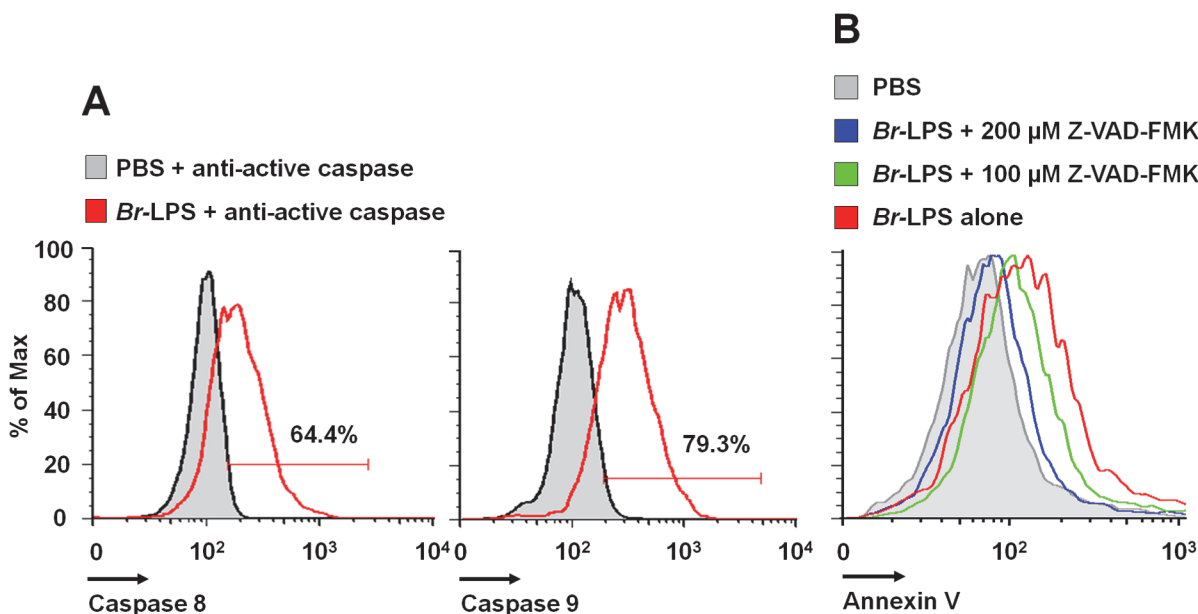 A
PBS + anti-active caspase
Br-LPS + anti-active caspase
100
80
60
40
20
0
% of Max
64.4%
0 10² 10³ 10⁴
Caspase 8
79.3%
0 10² 10³ 10⁴
Caspase 9
B
PBS
Br-LPS + 200 µM Z-VAD-FMK
Br-LPS + 100 µM Z-VAD-FMK
Br-LPS alone
0 10² 10³
Annexin V